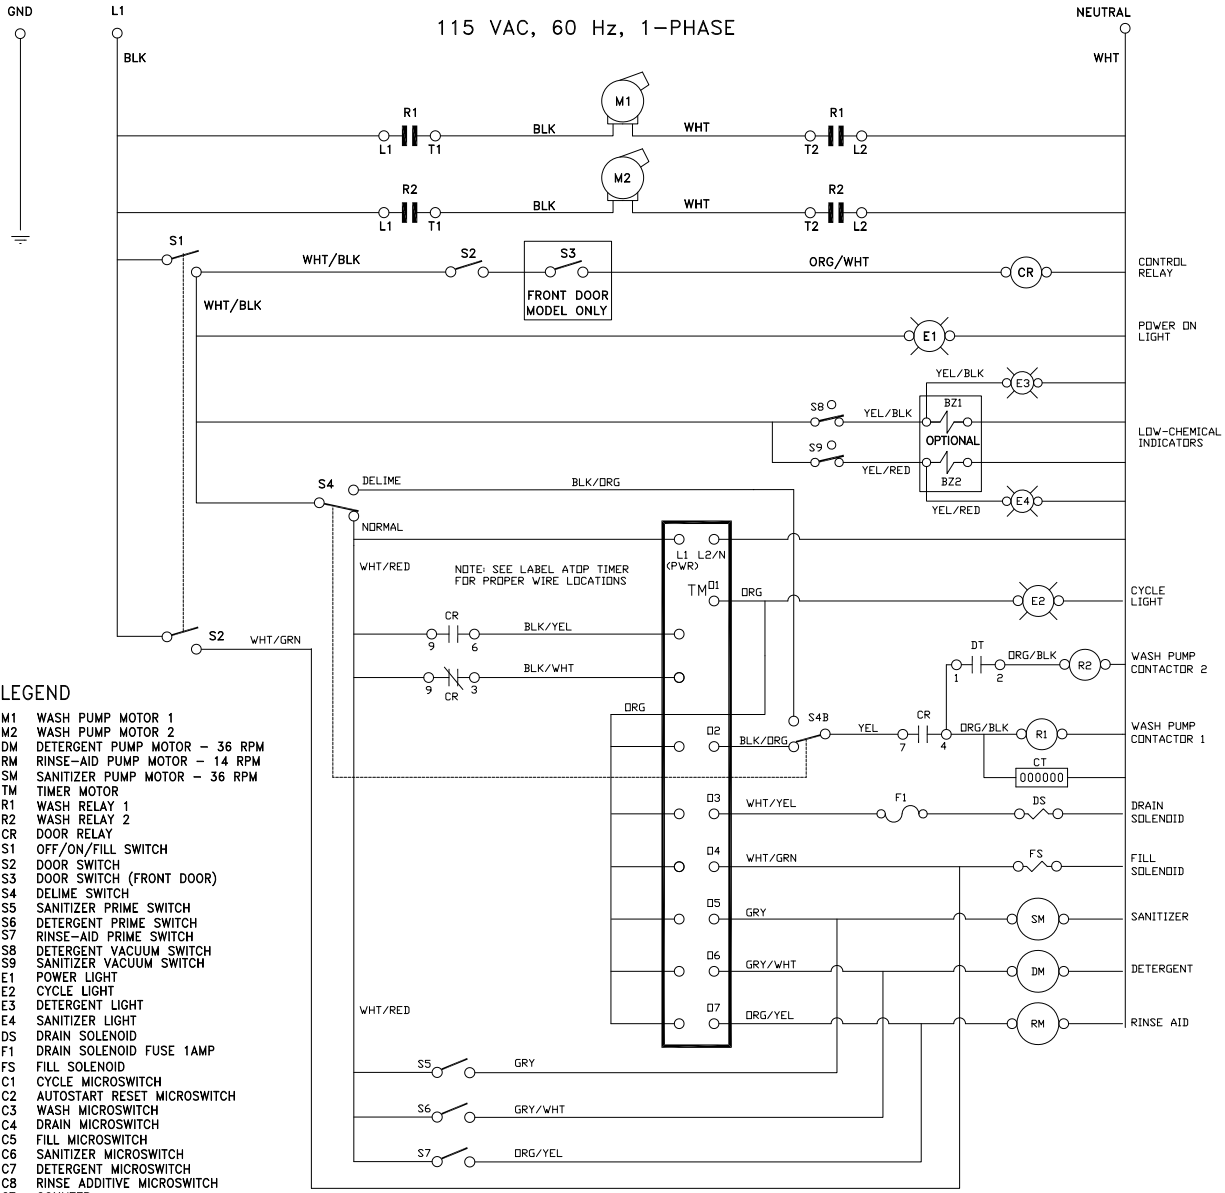 GND
L1
115 VAC, 60 Hz, 1-PHASE
NEUTRAL
BLK
WHT
M1
R1
R1
BLK
WHT
L1
T1
T2
L2
M2
R2
R2
BLK
WHT
L1
T1
T2
L2
S1
WHT/BLK
S2
S3
ORG/WHT
CR
CONTROL
RELAY
FRONT DOOR
MODEL ONLY
WHT/BLK
E1
POWER ON
LIGHT
YEL/BLK
E3
S8
YEL/BLK
BZ1
OPTIONAL
LOW-CHEMICAL
INDICATORS
S9
YEL/RED
BZ2
YEL/RED
E4
S4
DELIME
BLK/ORG
NORMAL
WHT/RED
NOTE: SEE LABEL ATOP TIMER
FOR PROPER WIRE LOCATIONS
L1
L2/N
(PWR)
TM
01
ORG
E2
CYCLE
LIGHT
CR
9
6
BLK/YEL
S2
WHT/GRN
9
3
CR
BLK/WHT
DT
1
2
ORG/BLK
R2
WASH PUMP
CONTACTOR 2
ORG
02
BLK/ORG
S4B
YEL
CR
7
4
ORG/BLK
R1
WASH PUMP
CONTACTOR 1
CT
000000
03
WHT/YEL
F1
DS
DRAIN
SOLENOID
04
WHT/GRN
FS
FILL
SOLENOID
05
GRY
SM
SANITIZER
06
GRY/WHT
DM
DETERGENT
07
ORG/YEL
RM
RINSE AID
WHT/RED
S5
GRY
S6
GRY/WHT
S7
ORG/YEL
LEGEND
M1 WASH PUMP MOTOR 1
M2 WASH PUMP MOTOR 2
DM DETERGENT PUMP MOTOR - 36 RPM
RM RINSE-AID PUMP MOTOR - 14 RPM
SM SANITIZER PUMP MOTOR - 36 RPM
TM TIMER MOTOR
R1 WASH RELAY 1
R2 WASH RELAY 2
CR DOOR RELAY
S1 OFF/ON/FILL SWITCH
S2 DOOR SWITCH
S3 DOOR SWITCH (FRONT DOOR)
S4 DELIME SWITCH
S5 SANITIZER PRIME SWITCH
S6 DETERGENT PRIME SWITCH
S7 RINSE-AID PRIME SWITCH
S8 DETERGENT VACUUM SWITCH
S9 SANITIZER VACUUM SWITCH
E1 POWER LIGHT
E2 CYCLE LIGHT
E3 DETERGENT LIGHT
E4 SANITIZER LIGHT
DS DRAIN SOLENOID
F1 DRAIN SOLENOID FUSE 1AMP
FS FILL SOLENOID
C1 CYCLE MICROSWITCH
C2 AUTOSTART RESET MICROSWITCH
C3 WASH MICROSWITCH
C4 DRAIN MICROSWITCH
C5 FILL MICROSWITCH
C6 SANITIZER MICROSWITCH
C7 DETERGENT MICROSWITCH
C8 RINSE ADDITIVE MICROSWITCH